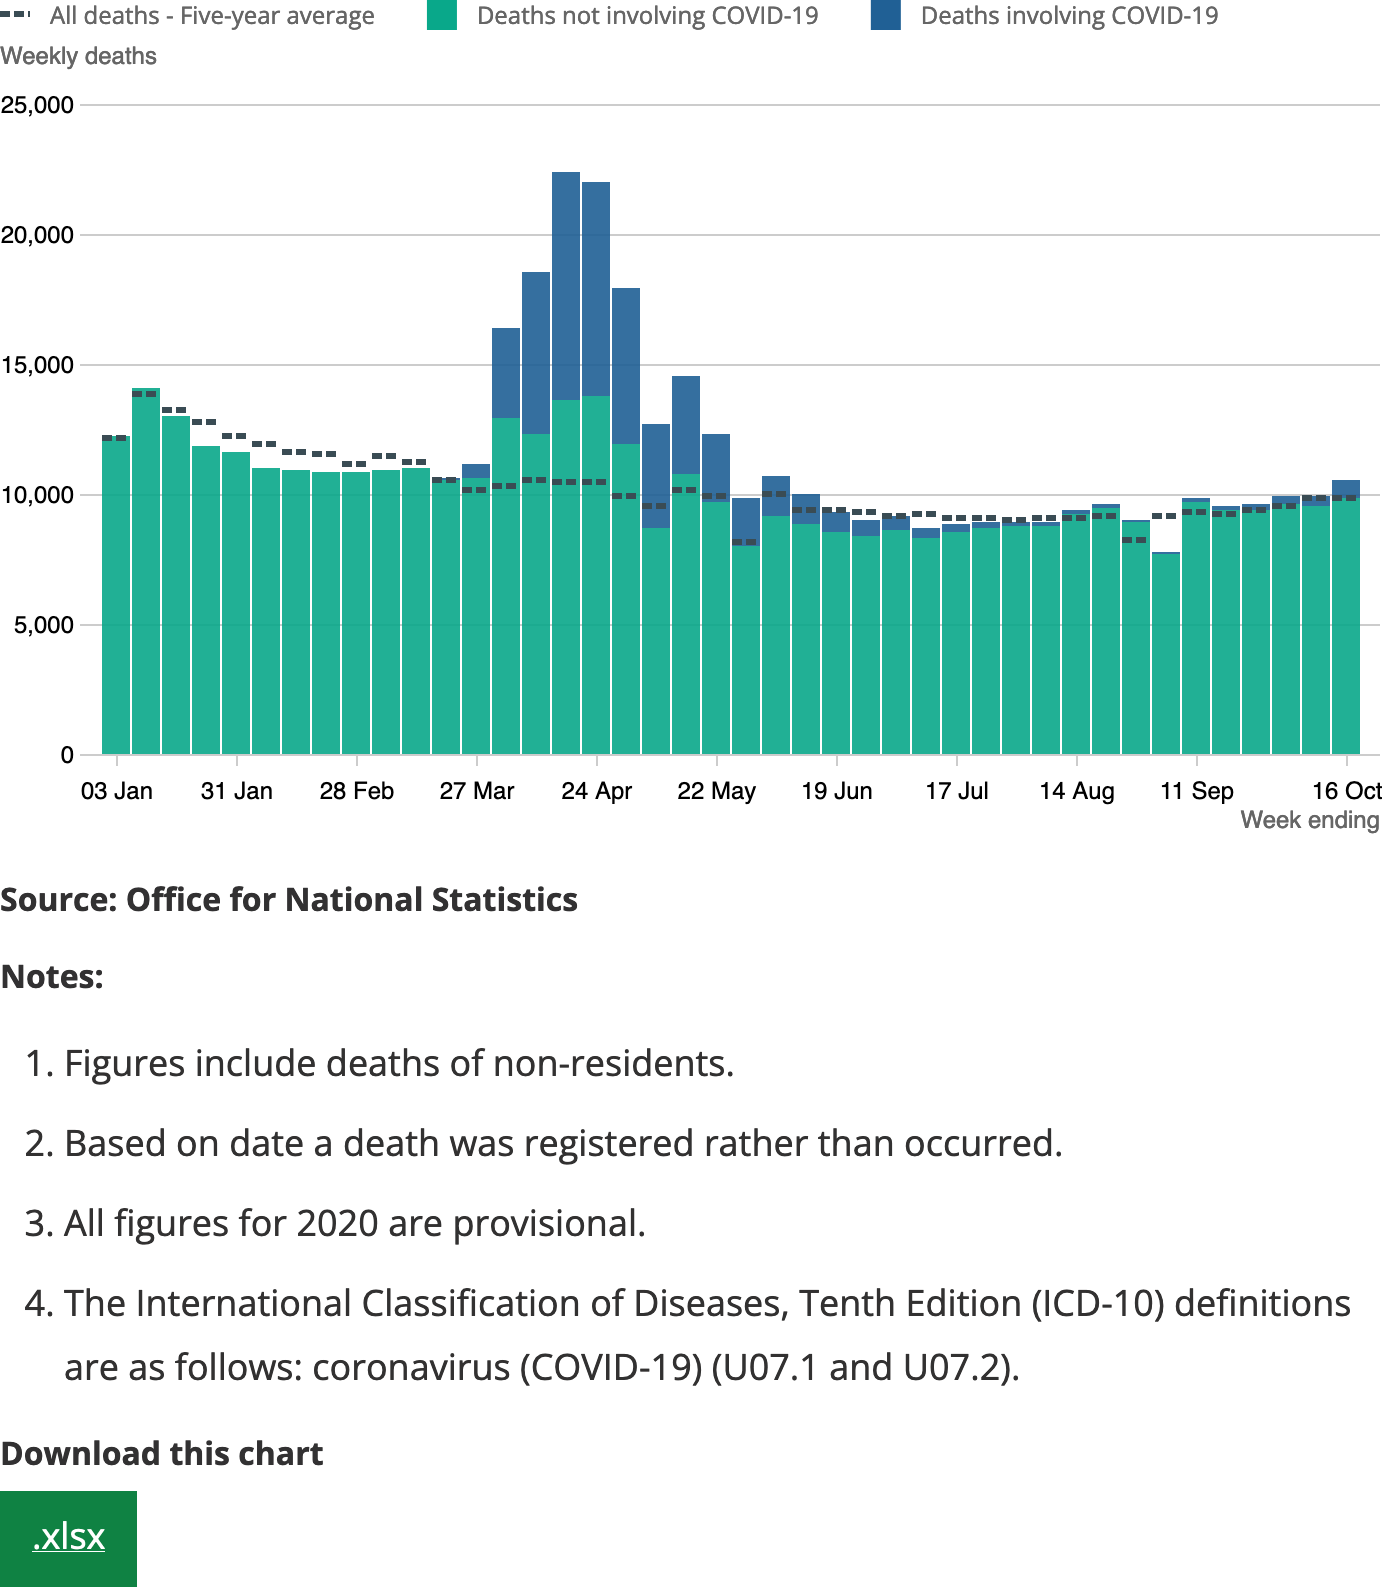 All deaths - Five-year average Deaths not involving COVID-19 Deaths involving COVID-19
Weekly deaths
25,000
20,000
15,000
10,000
5,000
0
03 Jan 31 Jan 28 Feb 27 Mar 24 Apr 22 May 19 Jun 17 Jul 14 Aug 11 Sep 16 Oct
Week ending
Source: Office for National Statistics
Notes:
1. Figures include deaths of non-residents.
2. Based on date a death was registered rather than occurred.
3. All figures for 2020 are provisional.
4. The International Classification of Diseases, Tenth Edition (ICD-10) definitions
are as follows: coronavirus (COVID-19) (U07.1 and U07.2).
Download this chart
.xlsx